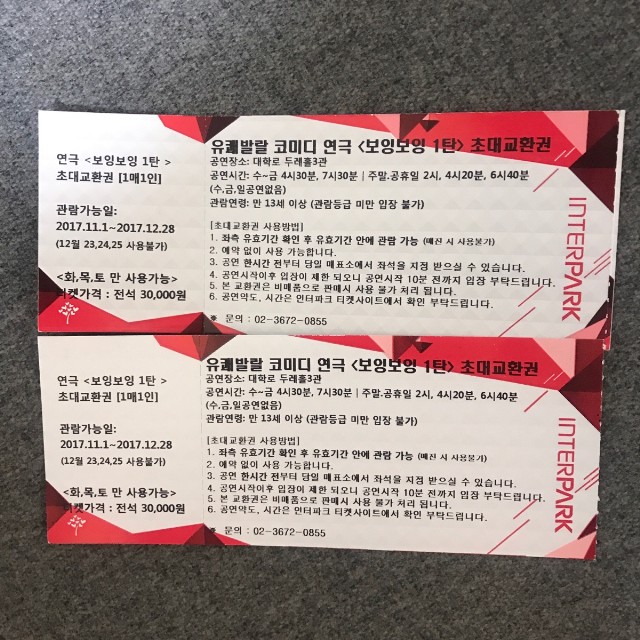 연극 <보잉보잉 1탄 >
초대교환권 [1매1인]
관람가능일:
2017.11.1~2017.12.28
(12월 23,24,25 사용불가)
<화,목,토 만 사용가능>
티켓가격 : 전석 30,000원
유쾌발랄 코미디 연극 <보잉보잉 1탄> 초대교환권
공연장소: 대학로 두레홀3관
공연시간: 수~금 4시30분, 7시30분 | 주말.공휴일 2시, 4시20분, 6시40분
(수,금,일공연없음)
관람연령: 만 13세 이상 (관람등급 미만 입장 불가)
[초대교환권 사용방법]
1. 좌측 유효기간 확인 후 유효기간 안에 관람 가능 (매진 시 사용불가)
2. 예약 없이 사용 가능합니다.
3. 공연 한시간 전부터 당일 매표소에서 좌석을 지정 받으실 수 있습니다.
4. 공연시작이후 입장이 제한 되오니 공연시작 10분 전까지 입장 부탁드립니다.
5. 본 교환권은 비매품으로 판매시 사용 불가 처리 됩니다.
6. 공연약도, 시간은 인터파크 티켓사이트에서 확인 부탁드립니다.
※ 문의 : 02-3672-0855
INTERPARK
연극 <보잉보잉 1탄 >
초대교환권 [1매1인]
관람가능일:
2017.11.1~2017.12.28
(12월 23,24,25 사용불가)
<화,목,토 만 사용가능>
티켓가격 : 전석 30,000원
유쾌발랄 코미디 연극 <보잉보잉 1탄> 초대교환권
공연장소: 대학로 두레홀3관
공연시간: 수~금 4시30분, 7시30분 | 주말.공휴일 2시, 4시20분, 6시40분
(수,금,일공연없음)
관람연령: 만 13세 이상 (관람등급 미만 입장 불가)
[초대교환권 사용방법]
1. 좌측 유효기간 확인 후 유효기간 안에 관람 가능 (매진 시 사용불가)
2. 예약 없이 사용 가능합니다.
3. 공연 한시간 전부터 당일 매표소에서 좌석을 지정 받으실 수 있습니다.
4. 공연시작이후 입장이 제한 되오니 공연시작 10분 전까지 입장 부탁드립니다.
5. 본 교환권은 비매품으로 판매시 사용 불가 처리 됩니다.
6. 공연약도, 시간은 인터파크 티켓사이트에서 확인 부탁드립니다.
※ 문의 : 02-3672-0855
INTERPARK